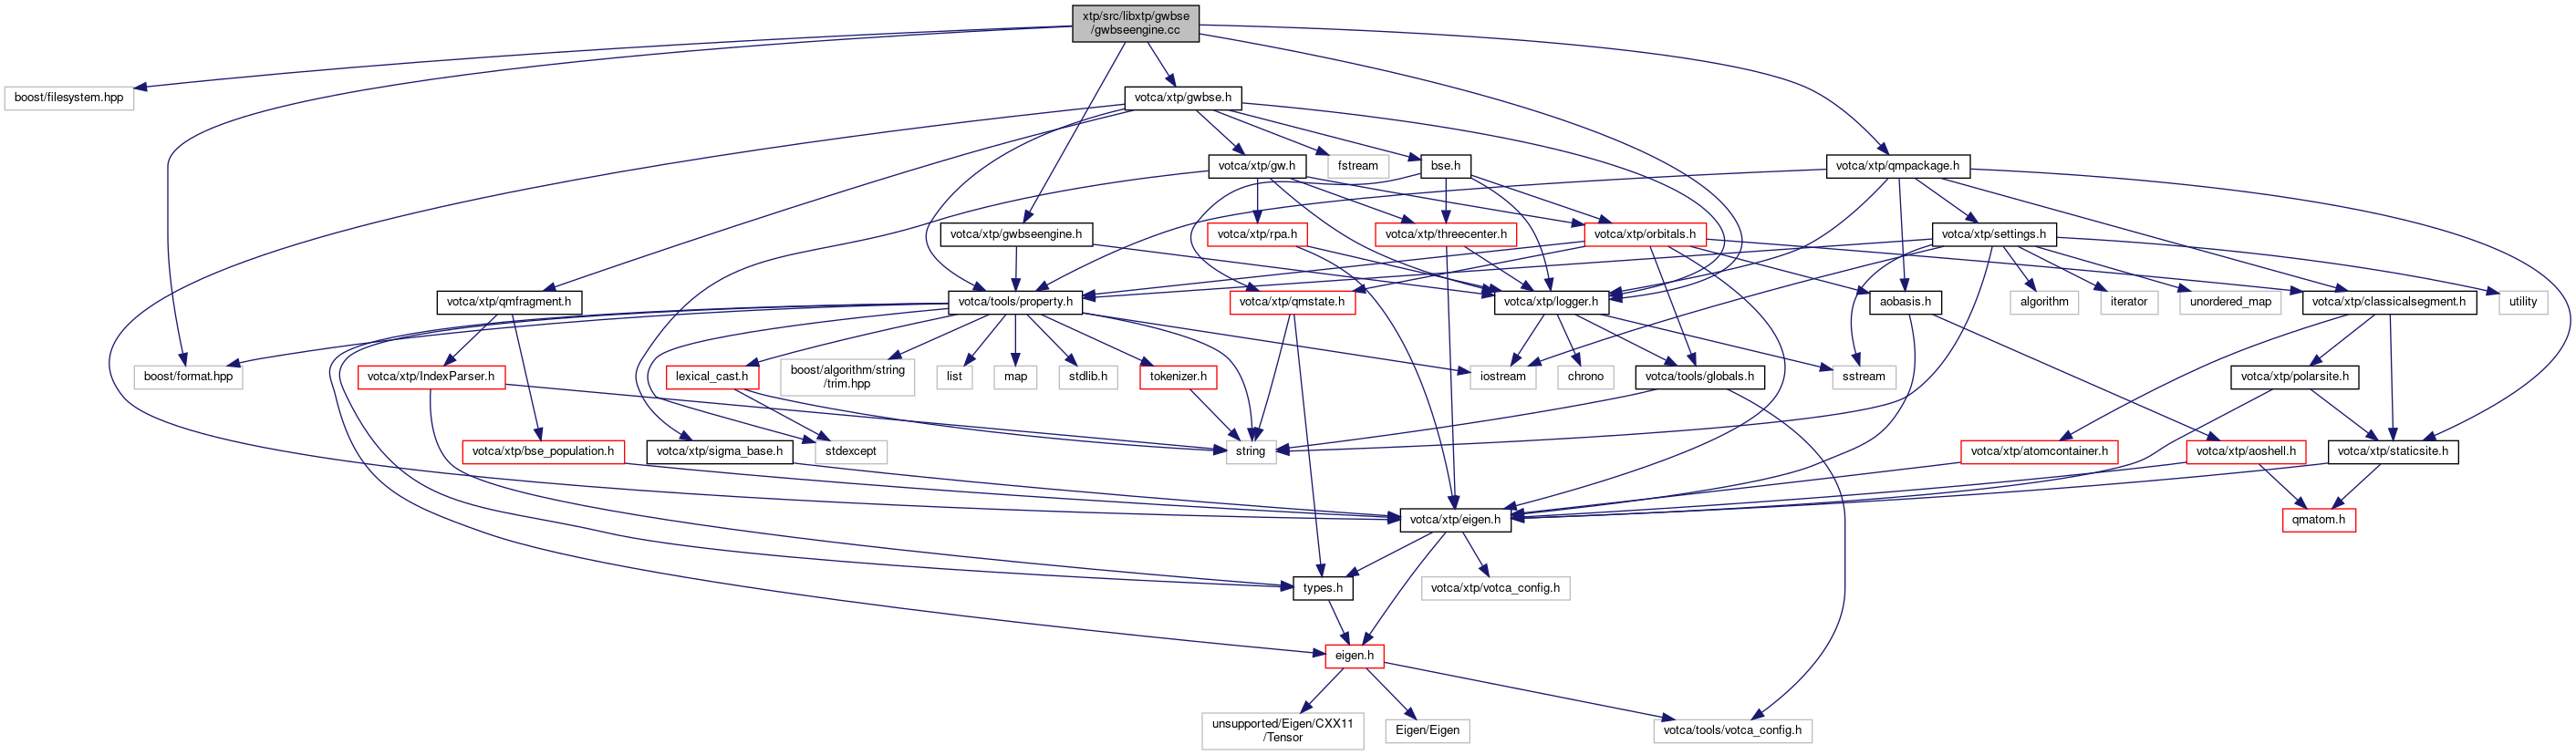 xtp/src/libxtp/gwbse
/gwbseengine.cc
boost/filesystem.hpp
votca/xtp/gwbse.h
votca/xtp/gw.h
fstream
bse.h
votca/xtp/qmpackage.h
votca/xtp/gwbseengine.h
votca/xtp/rpa.h
votca/xtp/threecenter.h
votca/xtp/orbitals.h
votca/xtp/settings.h
votca/xtp/qmfragment.h
votca/tools/property.h
votca/xtp/qmstate.h
votca/xtp/logger.h
aobasis.h
algorithm
iterator
unordered_map
votca/xtp/classicalsegment.h
utility
boost/format.hpp
votca/xtp/IndexParser.h
lexical_cast.h
boost/algorithm/string
/trim.hpp
list
map
stdlib.h
tokenizer.h
iostream
chrono
votca/tools/globals.h
sstream
votca/xtp/polarsite.h
votca/xtp/bse_population.h
votca/xtp/sigma_base.h
stdexcept
string
votca/xtp/atomcontainer.h
votca/xtp/aoshell.h
votca/xtp/staticsite.h
votca/xtp/eigen.h
qmatom.h
types.h
votca/xtp/votca_config.h
eigen.h
unsupported/Eigen/CXX11
/Tensor
Eigen/Eigen
votca/tools/votca_config.h